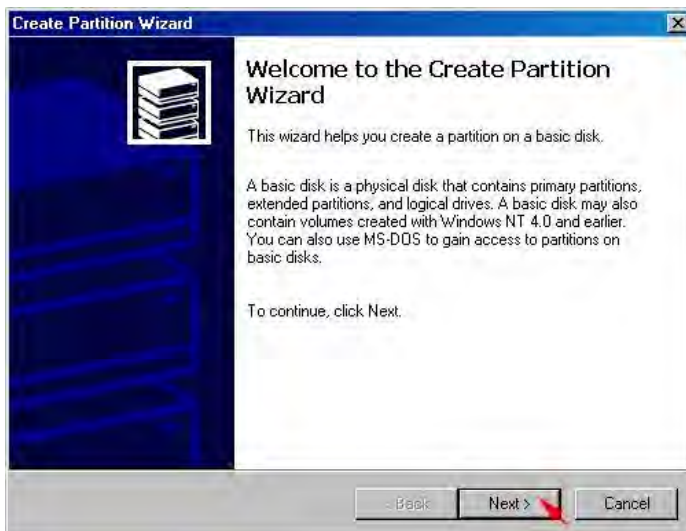 Create Partition Wizard
Welcome to the Create Partition
Wizard
This wizard helps you create a partition on a basic disk.
A basic disk is a physical disk that contains primary partitions,
extended partitions, and logical drives. A basic disk may also
contain volumes created with Windows NT 4.0 and earlier.
You can also use MS-DOS to gain access to partitions on
basic disks.
To continue, click Next.
< Back Next > Cancel